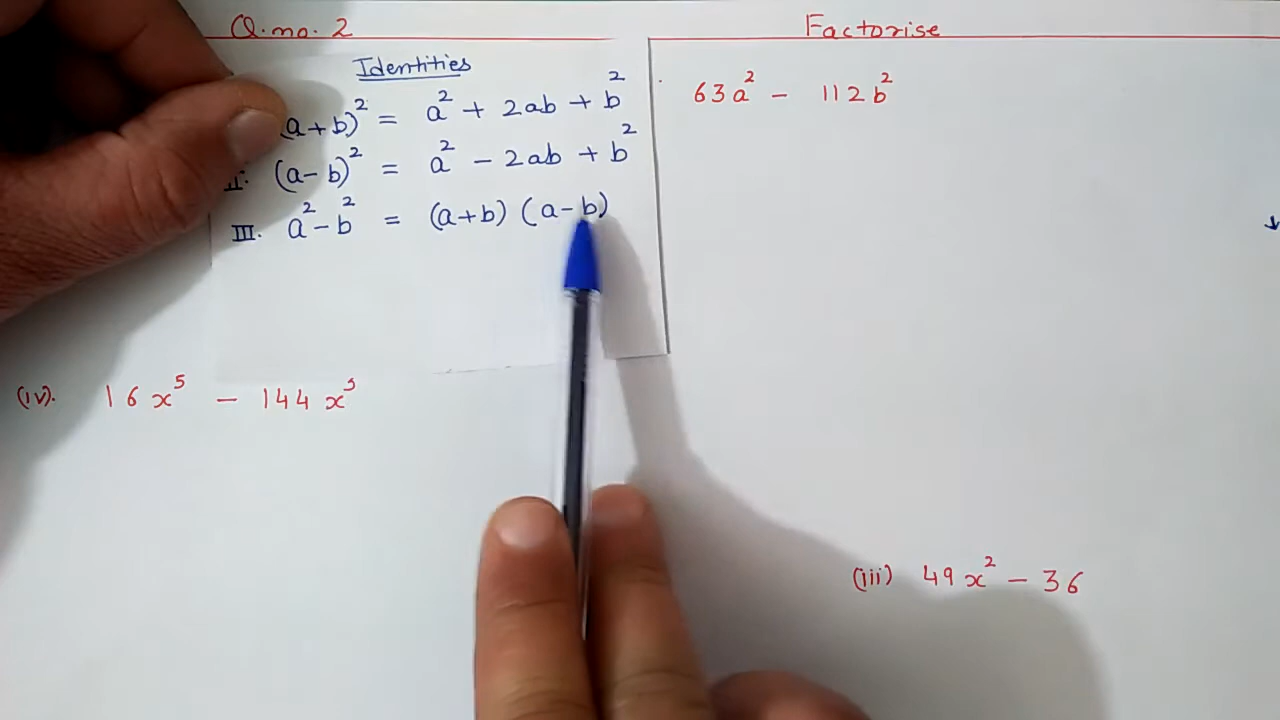 Q.no. 2
Factorise
Identities
(a+b)² = a² + 2ab + b²
II. (a-b)² = a² - 2ab + b²
III. a² - b² = (a+b) (a-b)
63a² - 112b²
(iv). 16x⁵ - 144x³
(iii) 49x² - 36